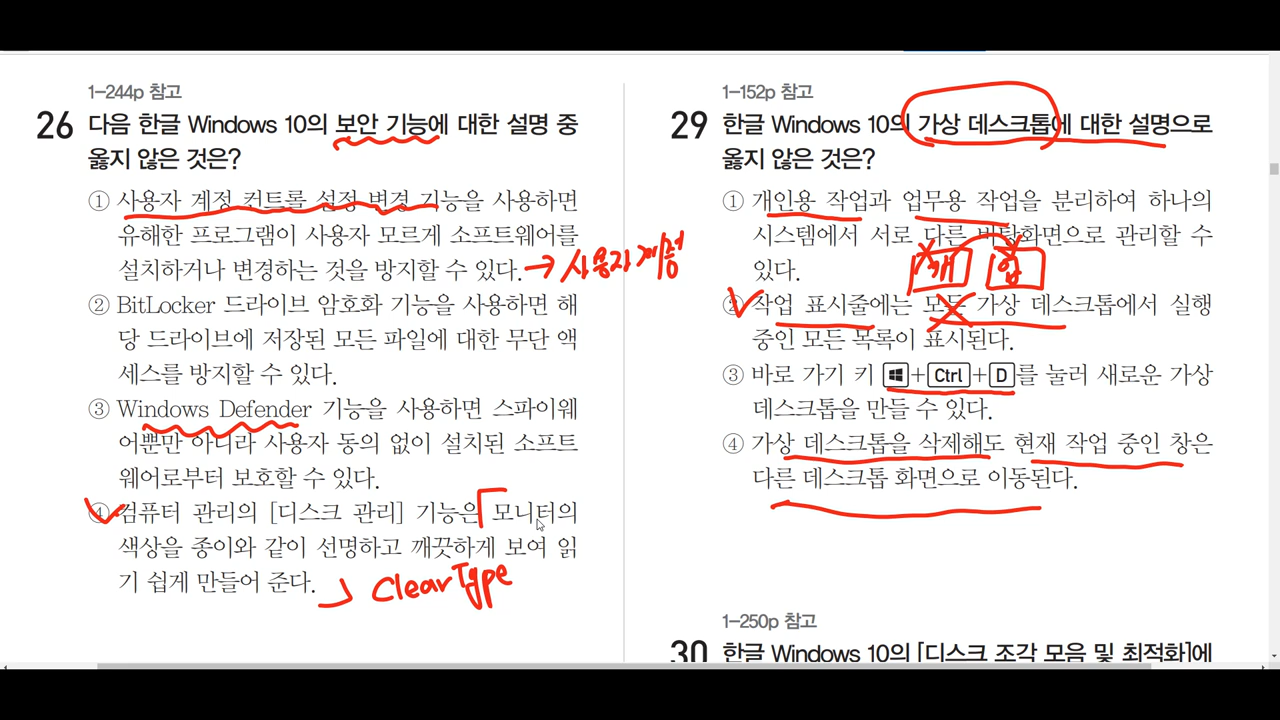 1-244p 참고
26 다음 한글 Windows 10의 보안 기능에 대한 설명 중
옳지 않은 것은?
① 사용자 계정 컨트롤 설정 변경 기능을 사용하면
유해한 프로그램이 사용자 모르게 소프트웨어를
설치하거나 변경하는 것을 방지할 수 있다. → 사용자 계정
② BitLocker 드라이브 암호화 기능을 사용하면 해
당 드라이브에 저장된 모든 파일에 대한 무단 액
세스를 방지할 수 있다.
③ Windows Defender 기능을 사용하면 스파이웨
어뿐만 아니라 사용자 동의 없이 설치된 소프트
웨어로부터 보호할 수 있다.
④ 컴퓨터 관리의 [디스크 관리] 기능은 모니터의
색상을 종이와 같이 선명하고 깨끗하게 보여 읽
기 쉽게 만들어 준다.
ClearType
1-152p 참고
29 한글 Windows 10의 가상 데스크톱에 대한 설명으로
옳지 않은 것은?
① 개인용 작업과 업무용 작업을 분리하여 하나의
시스템에서 서로 다른 바탕화면으로 관리할 수
있다.
개 업
② 작업 표시줄에는 모든 가상 데스크톱에서 실행
중인 모든 목록이 표시된다.
③ 바로 가기 키 +Ctrl+D를 눌러 새로운 가상
데스크톱을 만들 수 있다.
④ 가상 데스크톱을 삭제해도 현재 작업 중인 창은
다른 데스크톱 화면으로 이동된다.
1-250p 참고
30 한글 Windows 10의 [디스크 조각 모음 및 최적화]에